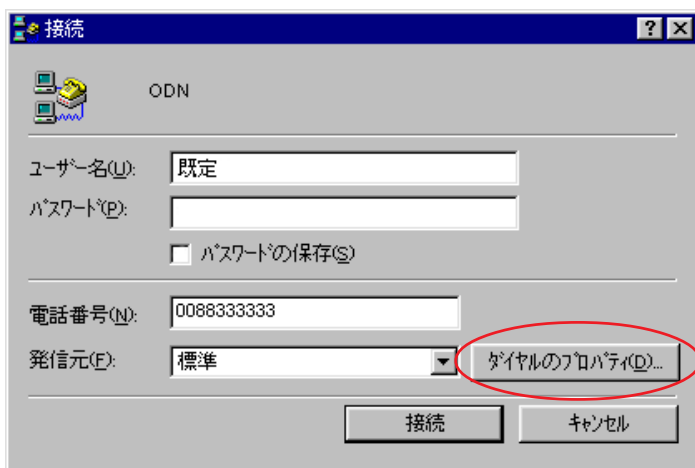 接続
ODN
ユーザー名(U): 既定
パスワード(P):
パスワードの保存(S)
電話番号(N): 0088333333
発信元(F): 標準 ダイヤルのプロパティ(D)...
接続 キャンセル